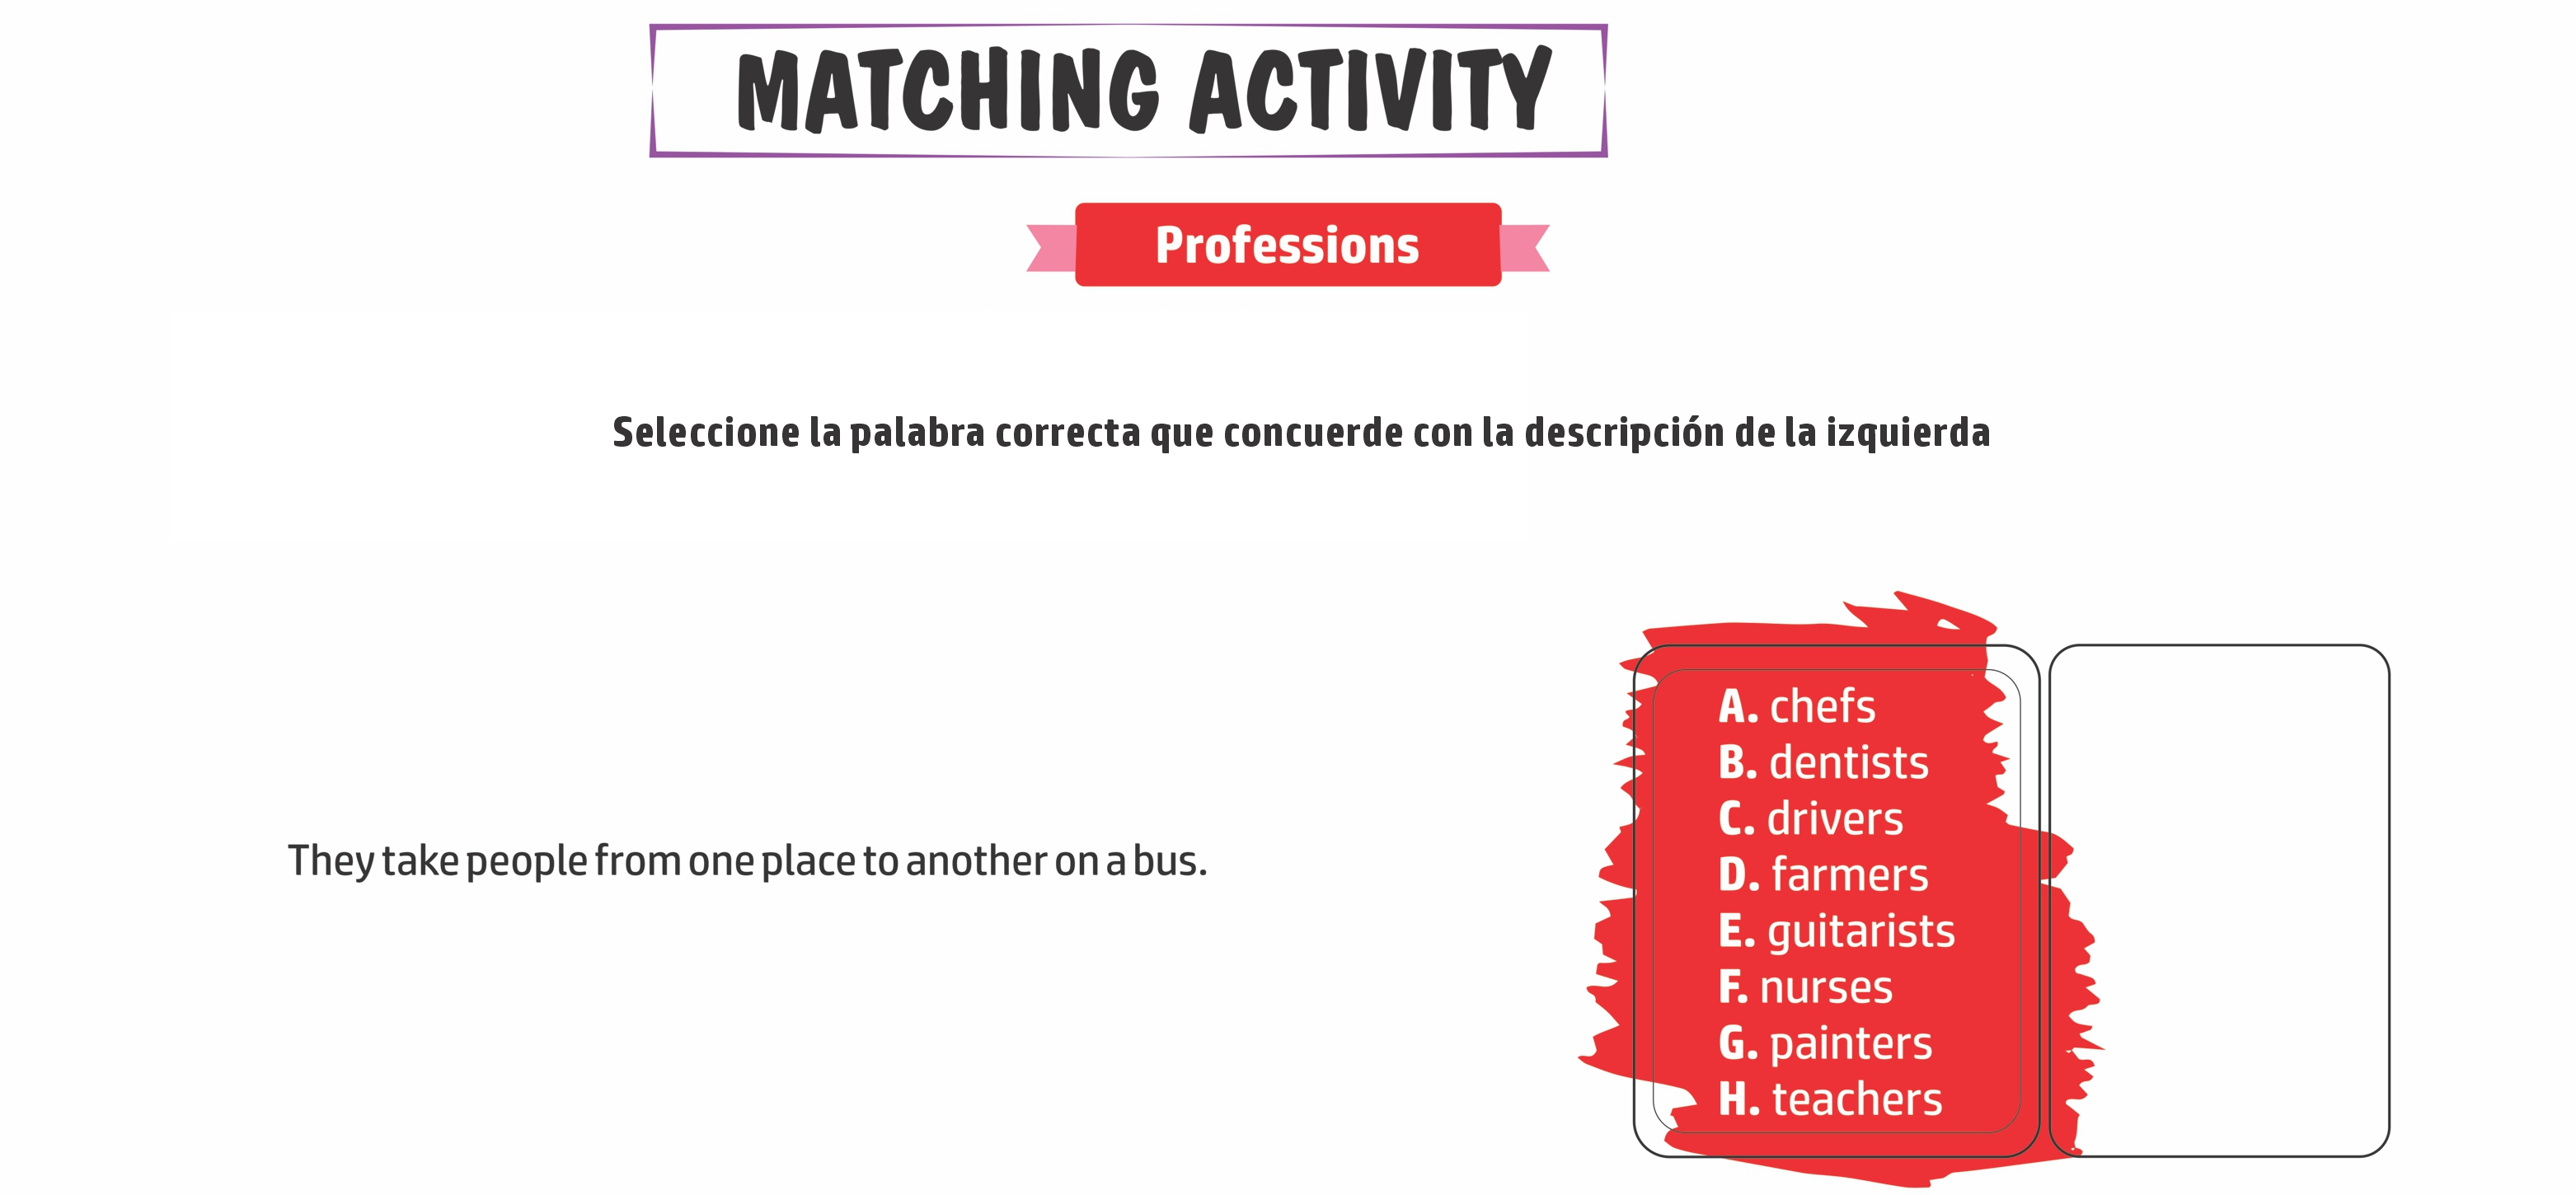 MATCHING ACTIVITY
Professions
Seleccione la palabra correcta que concuerde con la descripción de la izquierda
They take people from one place to another on a bus.
A. chefs
B. dentists
C. drivers
D. farmers
E. guitarists
F. nurses
G. painters
H. teachers